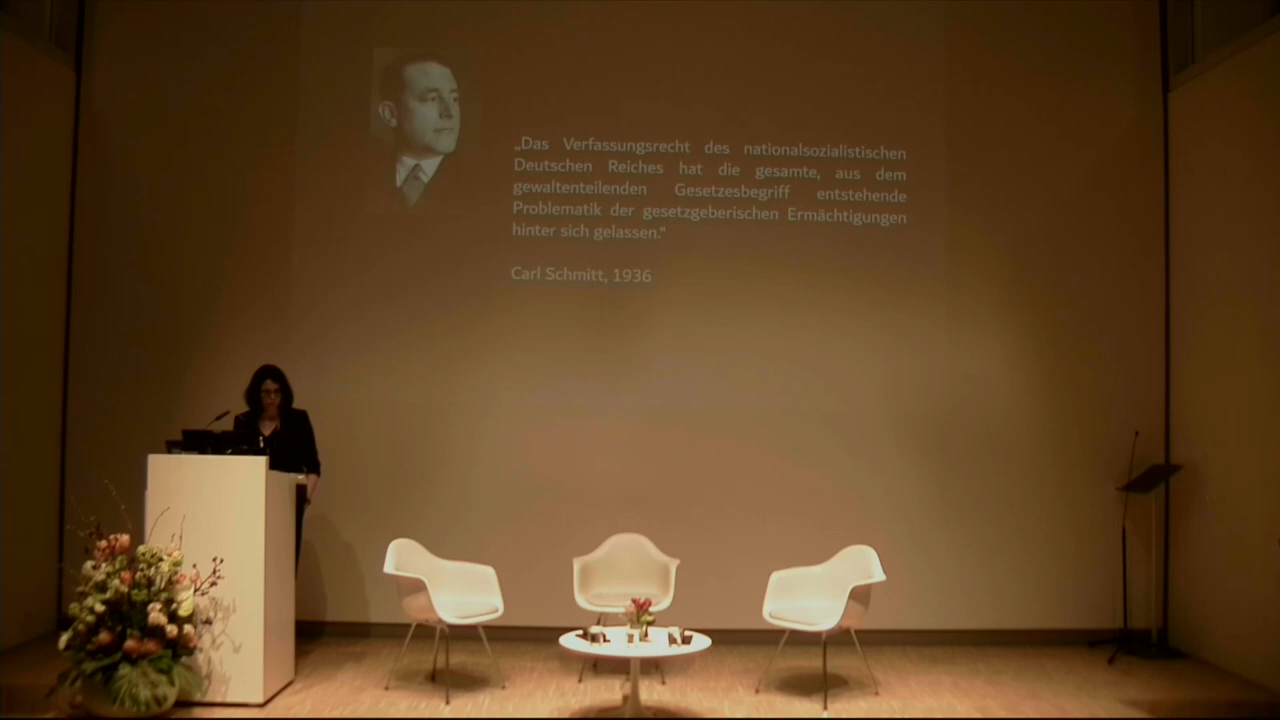 „Das Verfassungsrecht des nationalsozialistischen
Deutschen Reiches hat die gesamte, aus dem
gewaltenteilenden Gesetzesbegriff entstehende
Problematik der gesetzgeberischen Ermächtigungen
hinter sich gelassen.“
Carl Schmitt, 1936